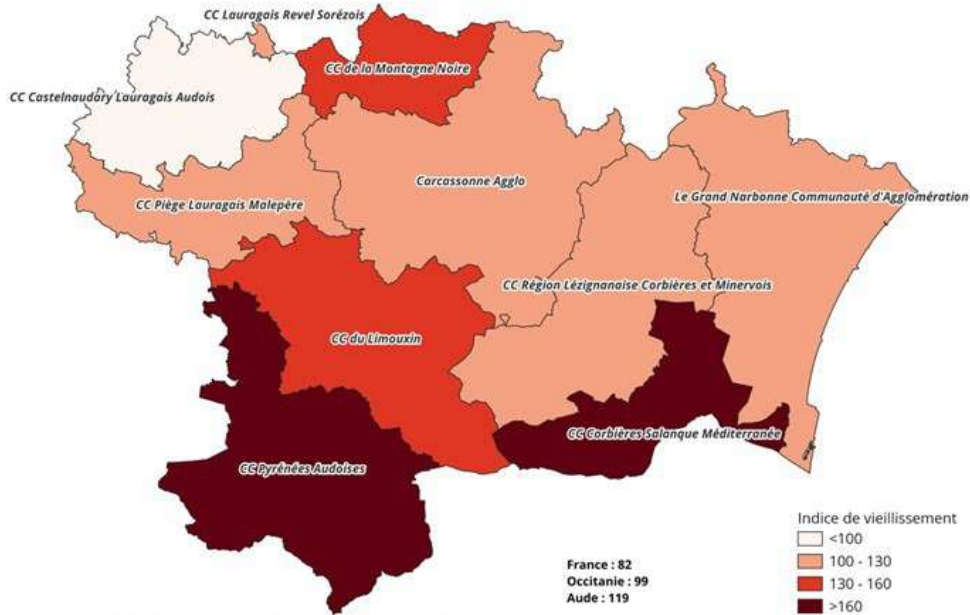 CC Lauragais Revel Sorézois
CC de la Montagne Noire
CC Castelnaudary Lauragais Audois
Carcassonne Agglo
Le Grand Narbonne Communauté d'Agglomération
CC Piège Lauragais Malepère
CC Région Lézignanaise Corbières et Minervois
CC du Limouxin
CC Corbières Salanque Méditerranée
CC Pyrénées Audoises
France : 82
Occitanie : 99
Aude : 119
Indice de vieillissement
<100
100 - 130
130 - 160
>160